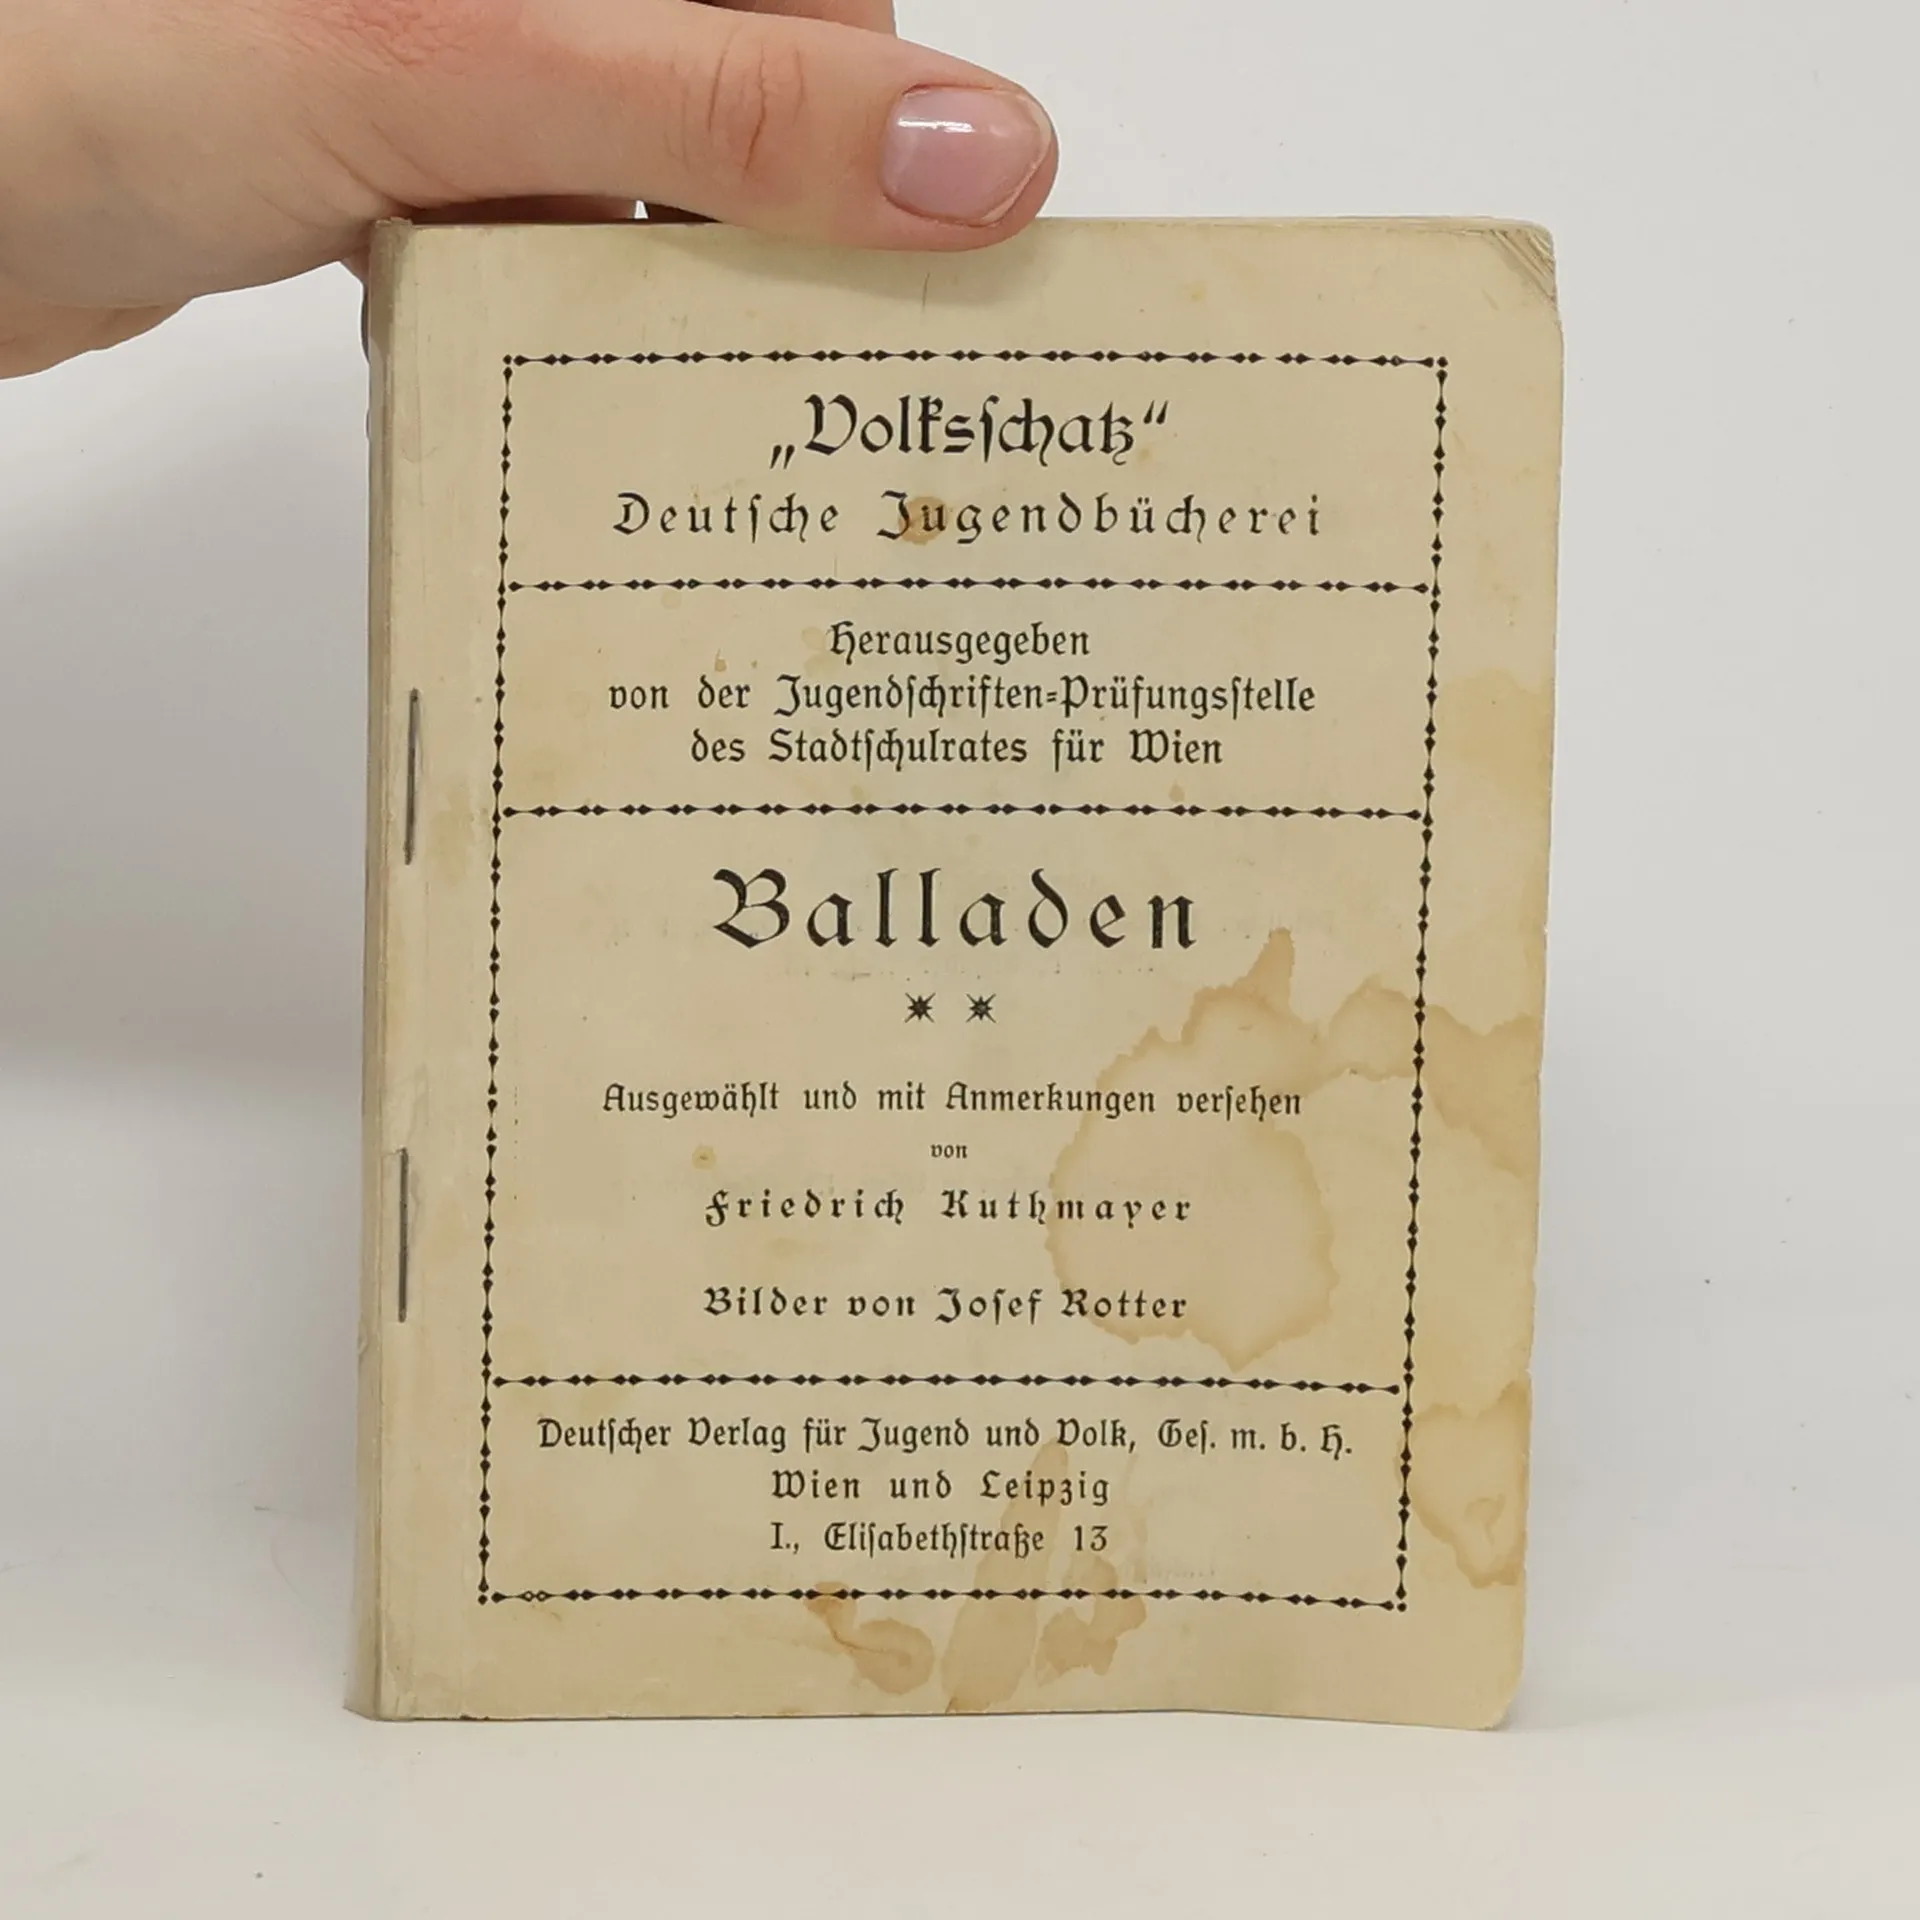 „Volksſchatz“
Deutſche Jugendbücherei
Herausgegeben
von der Jugendſchriften=Prüfungsſtelle
des Stadtſchulrates für Wien
Balladen
Ausgewählt und mit Anmerkungen verſehen
von
Friedrich Kuthmayer
Bilder von Joſef Rotter
Deutſcher Verlag für Jugend und Volk, Geſ. m. b. H.
Wien und Leipzig
I., Eliſabethſtraße 13